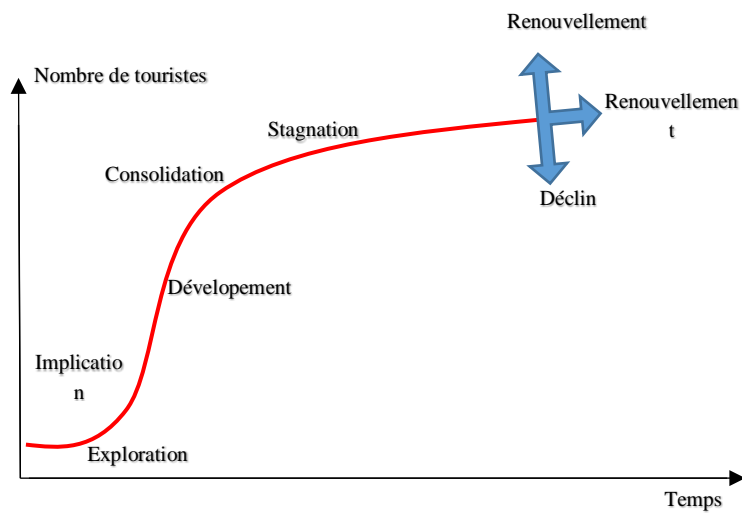 Renouvellement
Nombre de touristes
Renouvellemen
t
Stagnation
Consolidation
Déclin
Dévelopement
Implicatio
n
Exploration
Temps